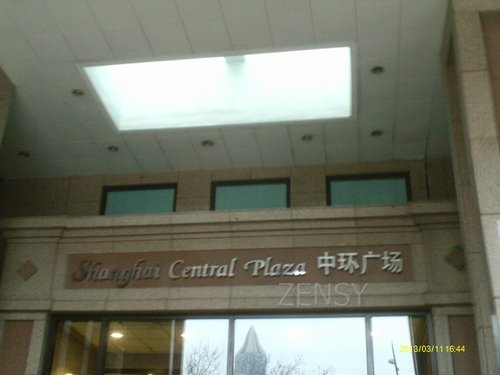 Shanghai Central Plaza 中环广场
ZENSY
2013/03/11 16:44